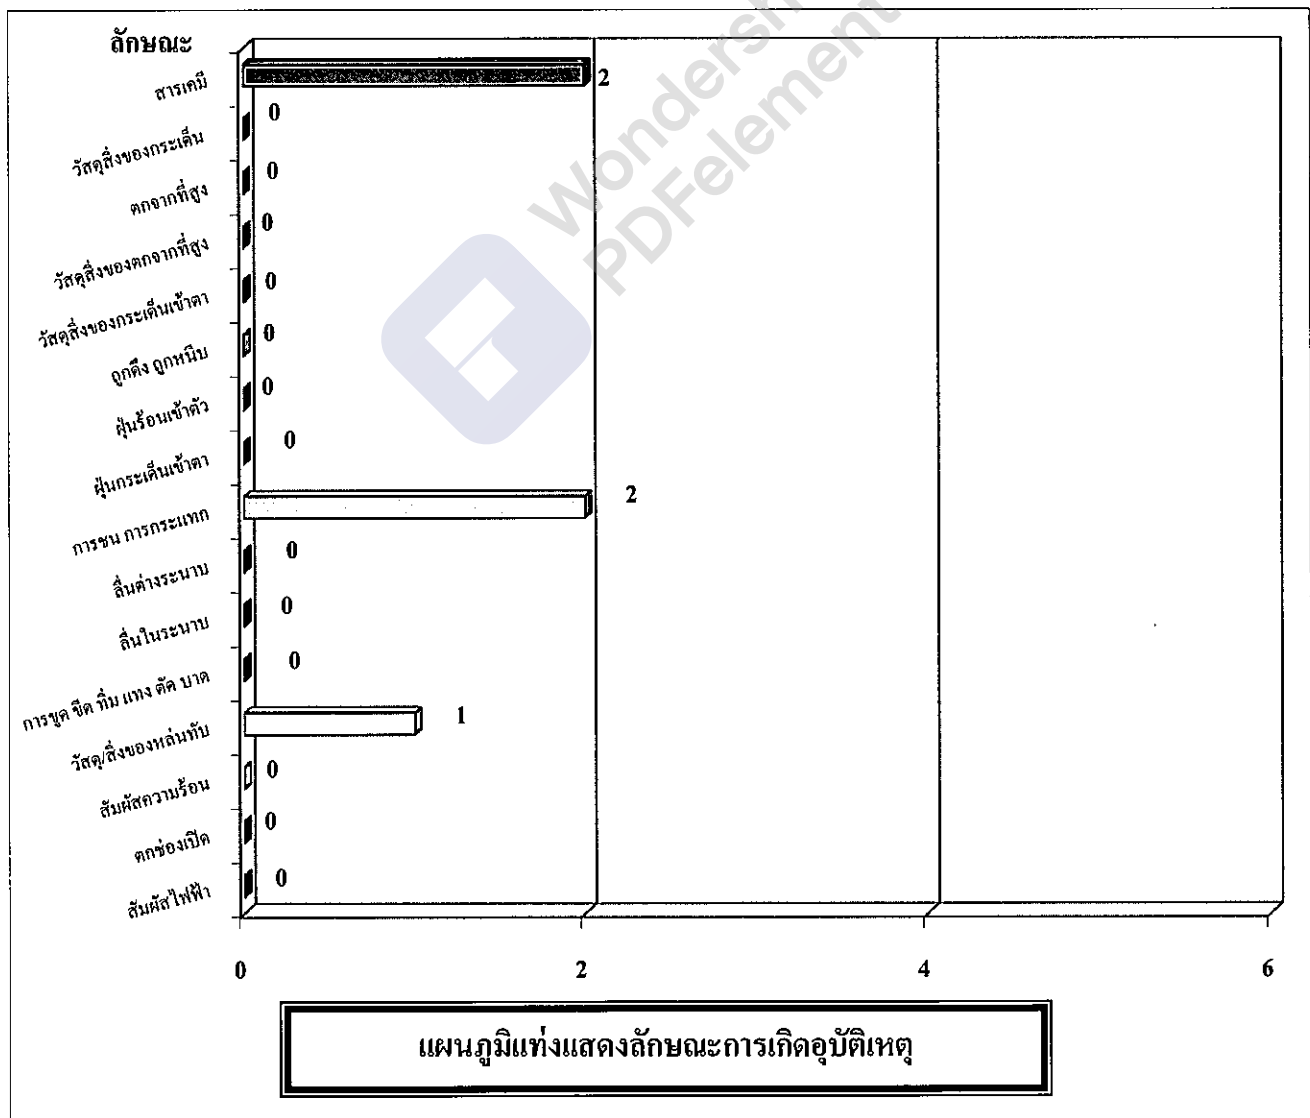 ลักษณะ
สารเคมี
2
วัสดุสิ่งของกระเด็น
0
ตกจากที่สูง
0
วัสดุสิ่งของตกจากที่สูง
0
วัสดุสิ่งของกระเด็นเข้าตา
0
ถูกดึง ถูกหนีบ
0
ฝุ่นร้อนเข้าตัว
0
ฝุ่นกระเด็นเข้าตา
0
การชน การกระแทก
2
ลื่นต่างระนาบ
0
ลื่นในระนาบ
0
การขูด ขีด ทิ่ม แทง ตัด บาด
0
วัสดุ/สิ่งของหล่นทับ
1
สัมผัสความร้อน
0
ตกช่องเปิด
0
สัมผัสไฟฟ้า
0
0 2 4 6
แผนภูมิแท่งแสดงลักษณะการเกิดอุบัติเหตุ
PDFelement